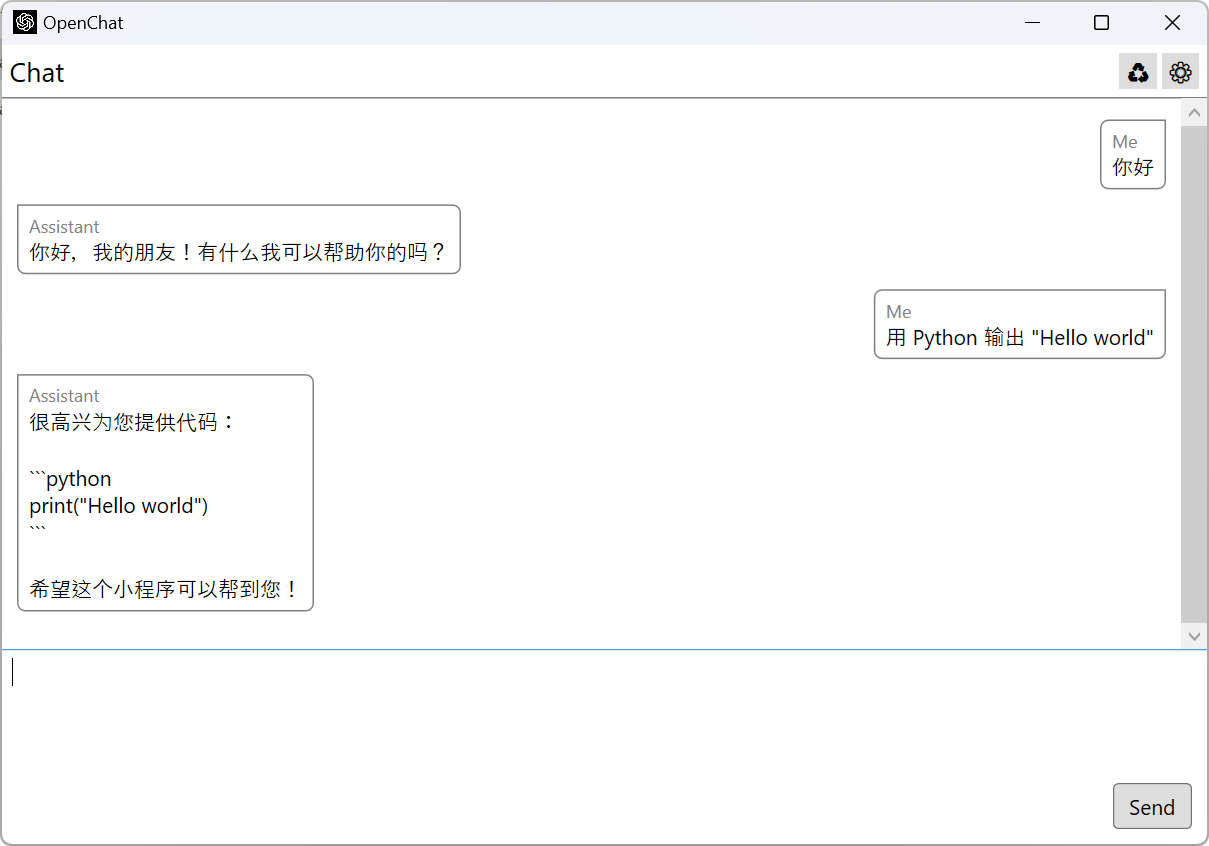 OpenChat
Chat
Me
你好
Assistant
你好，我的朋友！有什么我可以帮助你的吗？
Me
用 Python 输出 "Hello world"
Assistant
很高兴为您提供代码：
```python
print("Hello world")
```
希望这个小程序可以帮到您！
Send